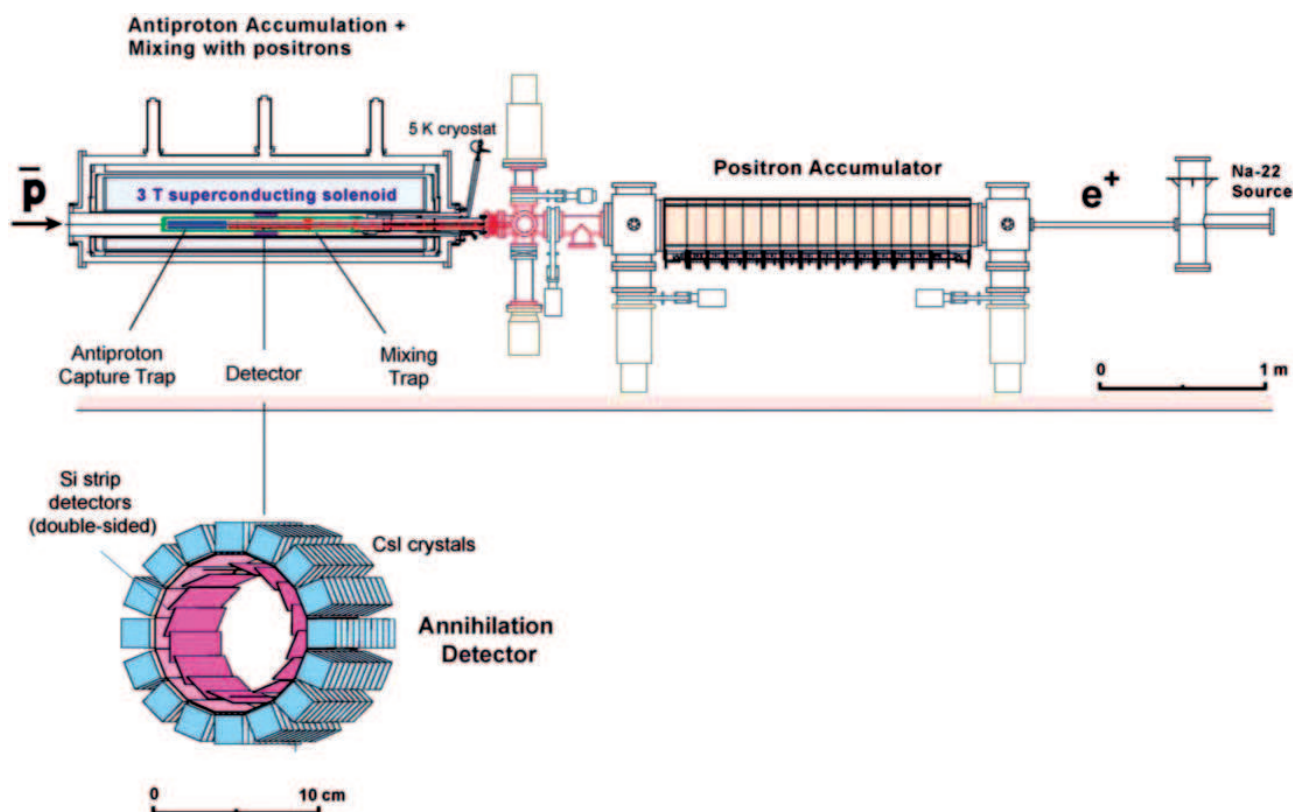 Antiproton Accumulation +
Mixing with positrons
5 K cryostat
p̅
3 T superconducting solenoid
Positron Accumulator
e⁺
Na-22
Source
Antiproton
Capture Trap
Detector
Mixing
Trap
0 1 m
Si strip
detectors
(double-sided)
CsI crystals
Annihilation
Detector
0 10 cm